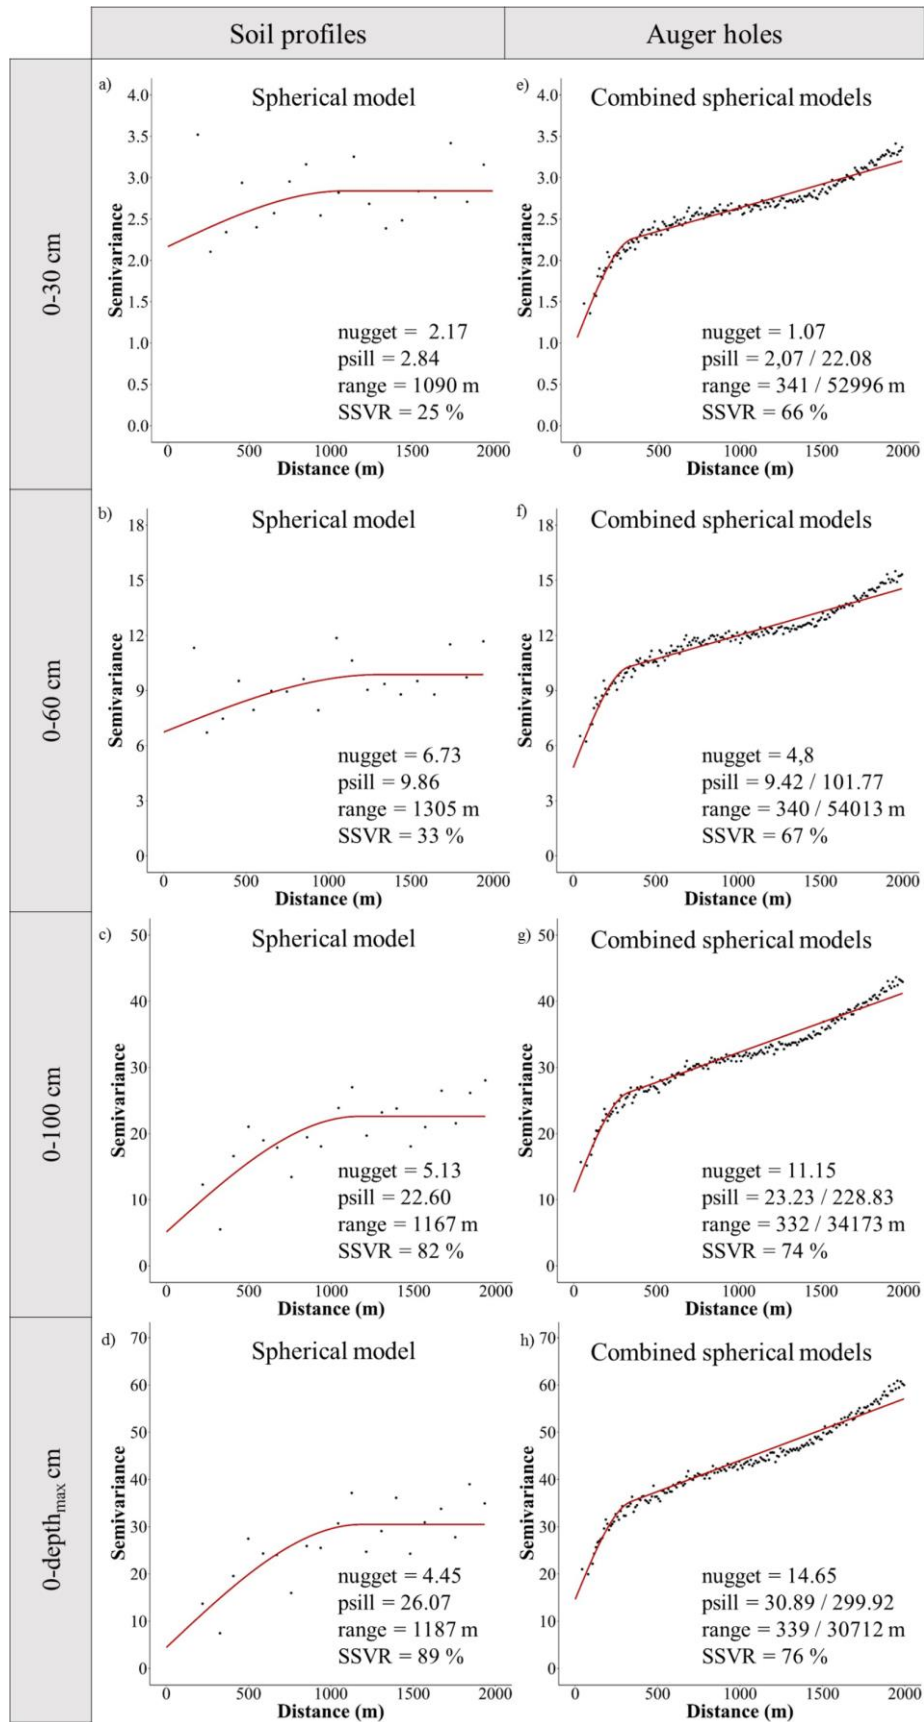 Soil profiles
Auger holes
0-30 cm
a)
Spherical model
Semivariance
4.0
3.5
3.0
2.5
2.0
1.5
1.0
0.5
0.0
nugget = 2.17
psill = 2.84
range = 1090 m
SSVR = 25 %
0 500 1000 1500 2000
Distance (m)
e)
Combined spherical models
Semivariance
4.0
3.5
3.0
2.5
2.0
1.5
1.0
0.5
0.0
nugget = 1.07
psill = 2,07 / 22.08
range = 341 / 52996 m
SSVR = 66 %
0 500 1000 1500 2000
Distance (m)
0-60 cm
b)
Spherical model
Semivariance
18
15
12
9
6
3
0
nugget = 6.73
psill = 9.86
range = 1305 m
SSVR = 33 %
0 500 1000 1500 2000
Distance (m)
f)
Combined spherical models
Semivariance
18
15
12
9
6
3
0
nugget = 4,8
psill = 9.42 / 101.77
range = 340 / 54013 m
SSVR = 67 %
0 500 1000 1500 2000
Distance (m)
0-100 cm
c)
Spherical model
Semivariance
50
40
30
20
10
0
nugget = 5.13
psill = 22.60
range = 1167 m
SSVR = 82 %
0 500 1000 1500 2000
Distance (m)
g)
Combined spherical models
Semivariance
50
40
30
20
10
0
nugget = 11.15
psill = 23.23 / 228.83
range = 332 / 34173 m
SSVR = 74 %
0 500 1000 1500 2000
Distance (m)
0-depthmax cm
d)
Spherical model
Semivariance
70
60
50
40
30
20
10
0
nugget = 4.45
psill = 26.07
range = 1187 m
SSVR = 89 %
0 500 1000 1500 2000
Distance (m)
h)
Combined spherical models
Semivariance
70
60
50
40
30
20
10
0
nugget = 14.65
psill = 30.89 / 299.92
range = 339 / 30712 m
SSVR = 76 %
0 500 1000 1500 2000
Distance (m)